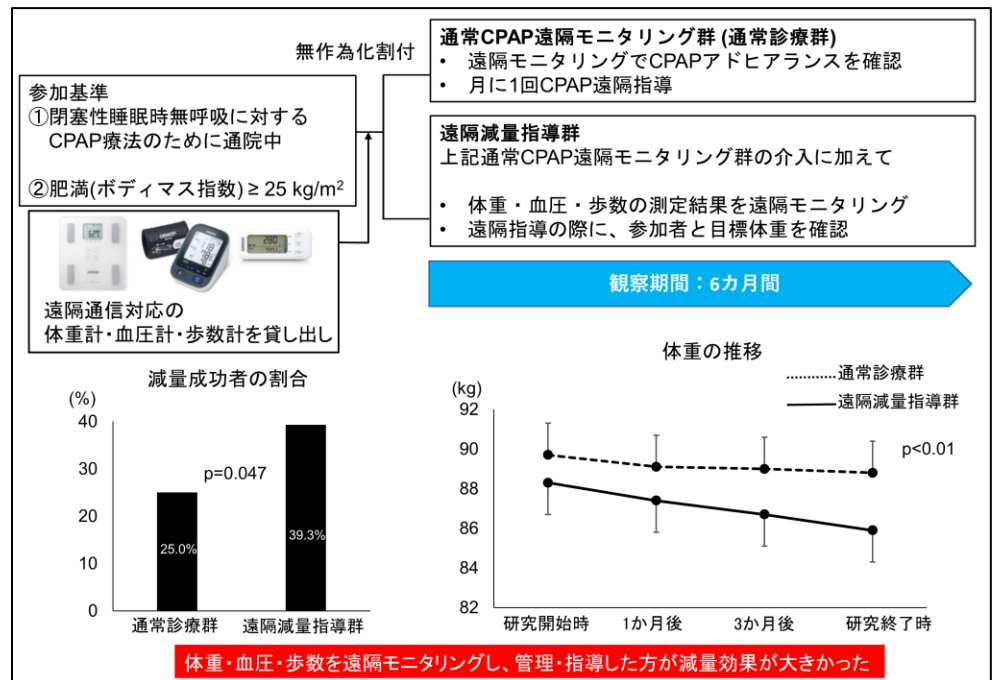 無作為化割付
通常CPAP遠隔モニタリング群 (通常診療群)
• 遠隔モニタリングでCPAPアドヒアランスを確認
• 月に1回CPAP遠隔指導
参加基準
①閉塞性睡眠時無呼吸に対する
CPAP療法のために通院中
②肥満(ボディマス指数) ≥ 25 kg/m²
遠隔減量指導群
上記通常CPAP遠隔モニタリング群の介入に加えて
• 体重・血圧・歩数の測定結果を遠隔モニタリング
• 遠隔指導の際に、参加者と目標体重を確認
遠隔通信対応の
体重計・血圧計・歩数計を貸し出し
観察期間：6カ月間
減量成功者の割合
(%)
40
30
20
10
0
p=0.047
25.0%
39.3%
通常診療群
遠隔減量指導群
体重の推移
通常診療群
遠隔減量指導群
(kg)
92
90
88
86
84
82
p<0.01
研究開始時
1か月後
3か月後
研究終了時
体重・血圧・歩数を遠隔モニタリングし、管理・指導した方が減量効果が大きかった